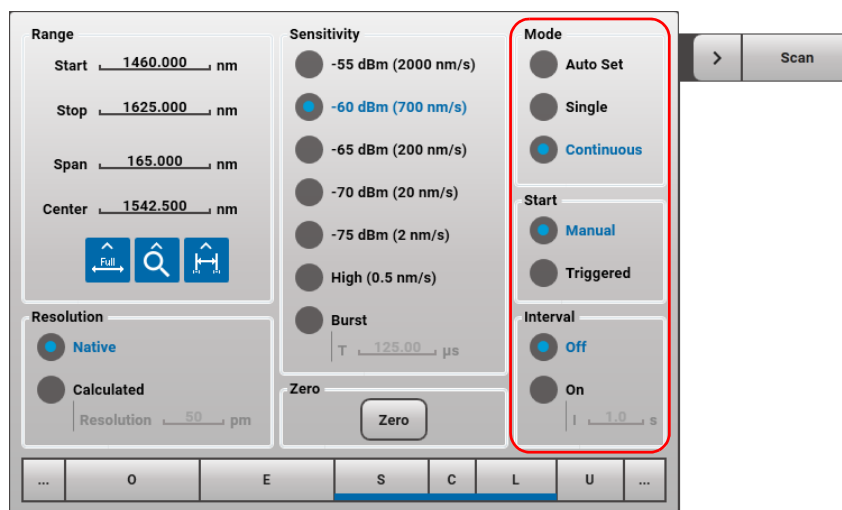 Range
Start 1460.000 nm
Stop 1625.000 nm
Span 165.000 nm
Center 1542.500 nm
Full
Resolution
Native
Calculated
Resolution 50 pm
Sensitivity
-55 dBm (2000 nm/s)
-60 dBm (700 nm/s)
-65 dBm (200 nm/s)
-70 dBm (20 nm/s)
-75 dBm (2 nm/s)
High (0.5 nm/s)
Burst
T 125.00 µs
Zero
Zero
Mode
Auto Set
Single
Continuous
Start
Manual
Triggered
Interval
Off
On
I 1.0 s
> Scan
... O E S C L U ...